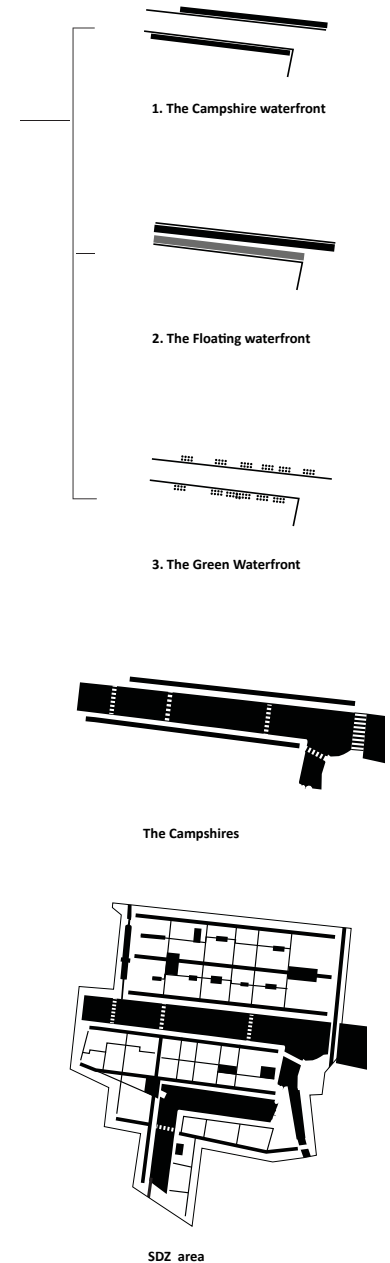 1. The Campshire waterfront
2. The Floating waterfront
3. The Green Waterfront
The Campshires
SDZ area